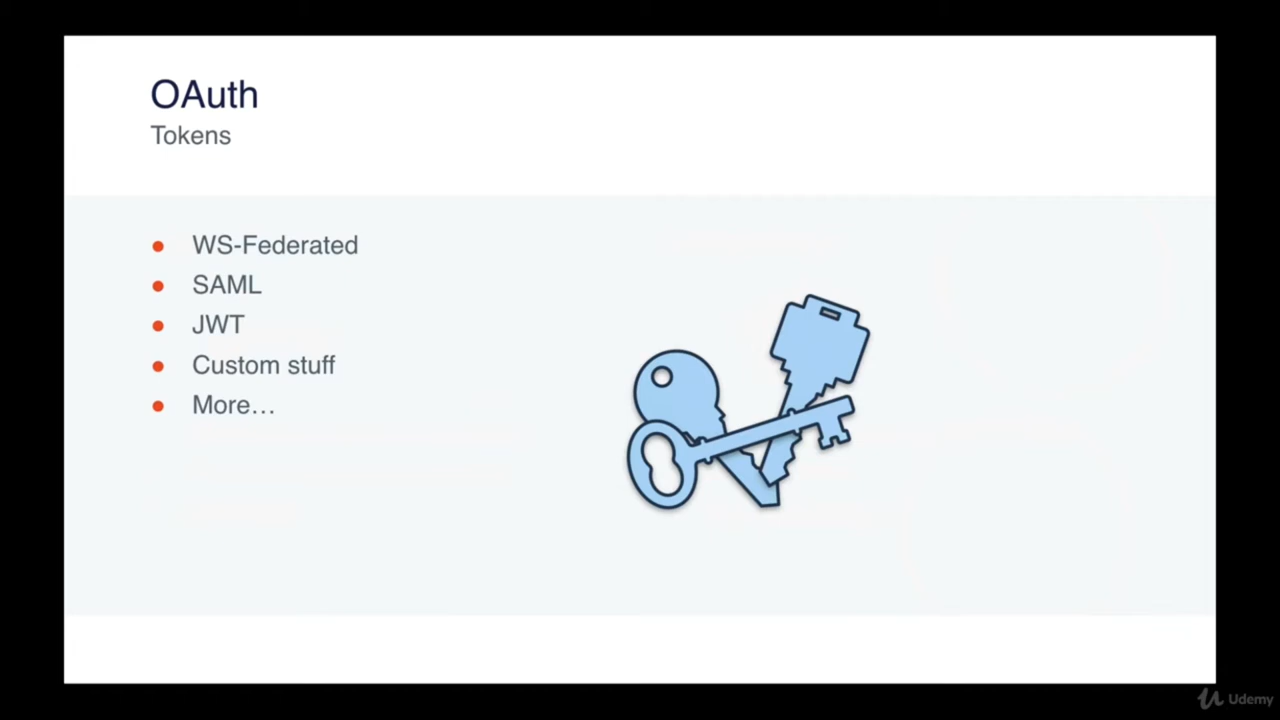 OAuth
Tokens
WS-Federated
SAML
JWT
Custom stuff
More…
Udemy